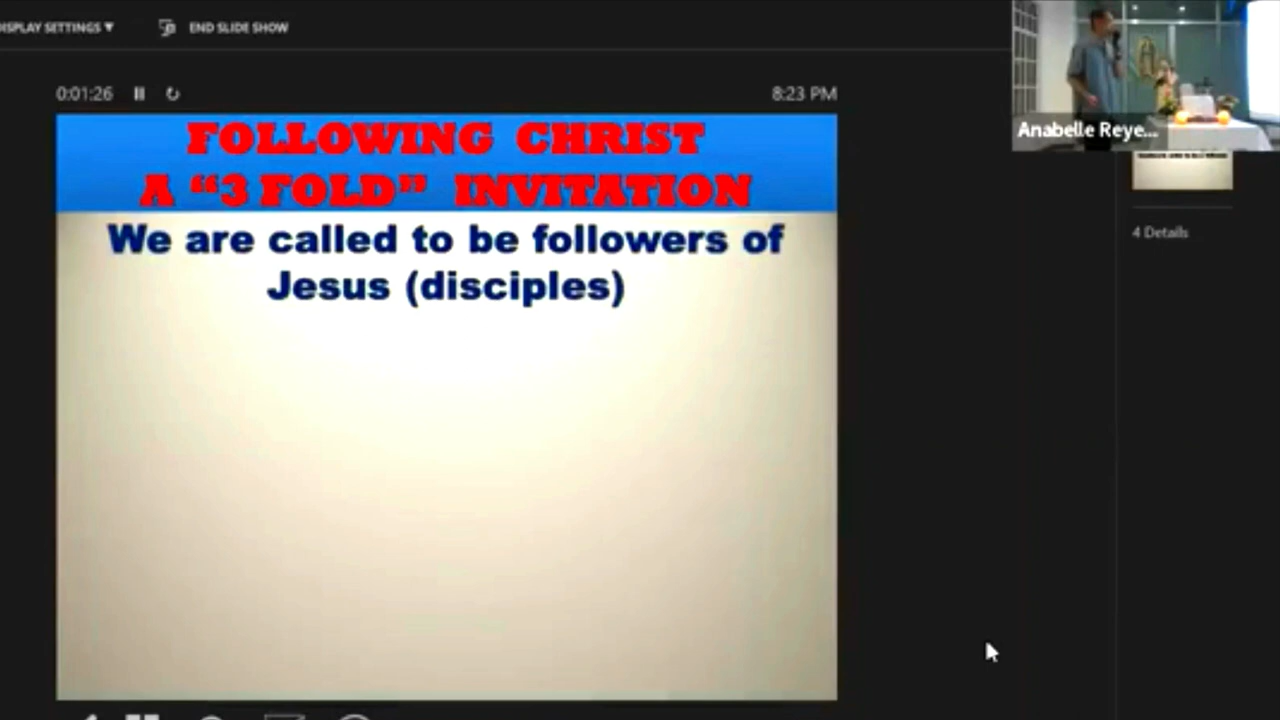 DISPLAY SETTINGS ▼
END SLIDE SHOW
0:01:26
8:23 PM
FOLLOWING CHRIST
A “3 FOLD” INVITATION
We are called to be followers of
Jesus (disciples)
Anabelle Reye...
4 Details